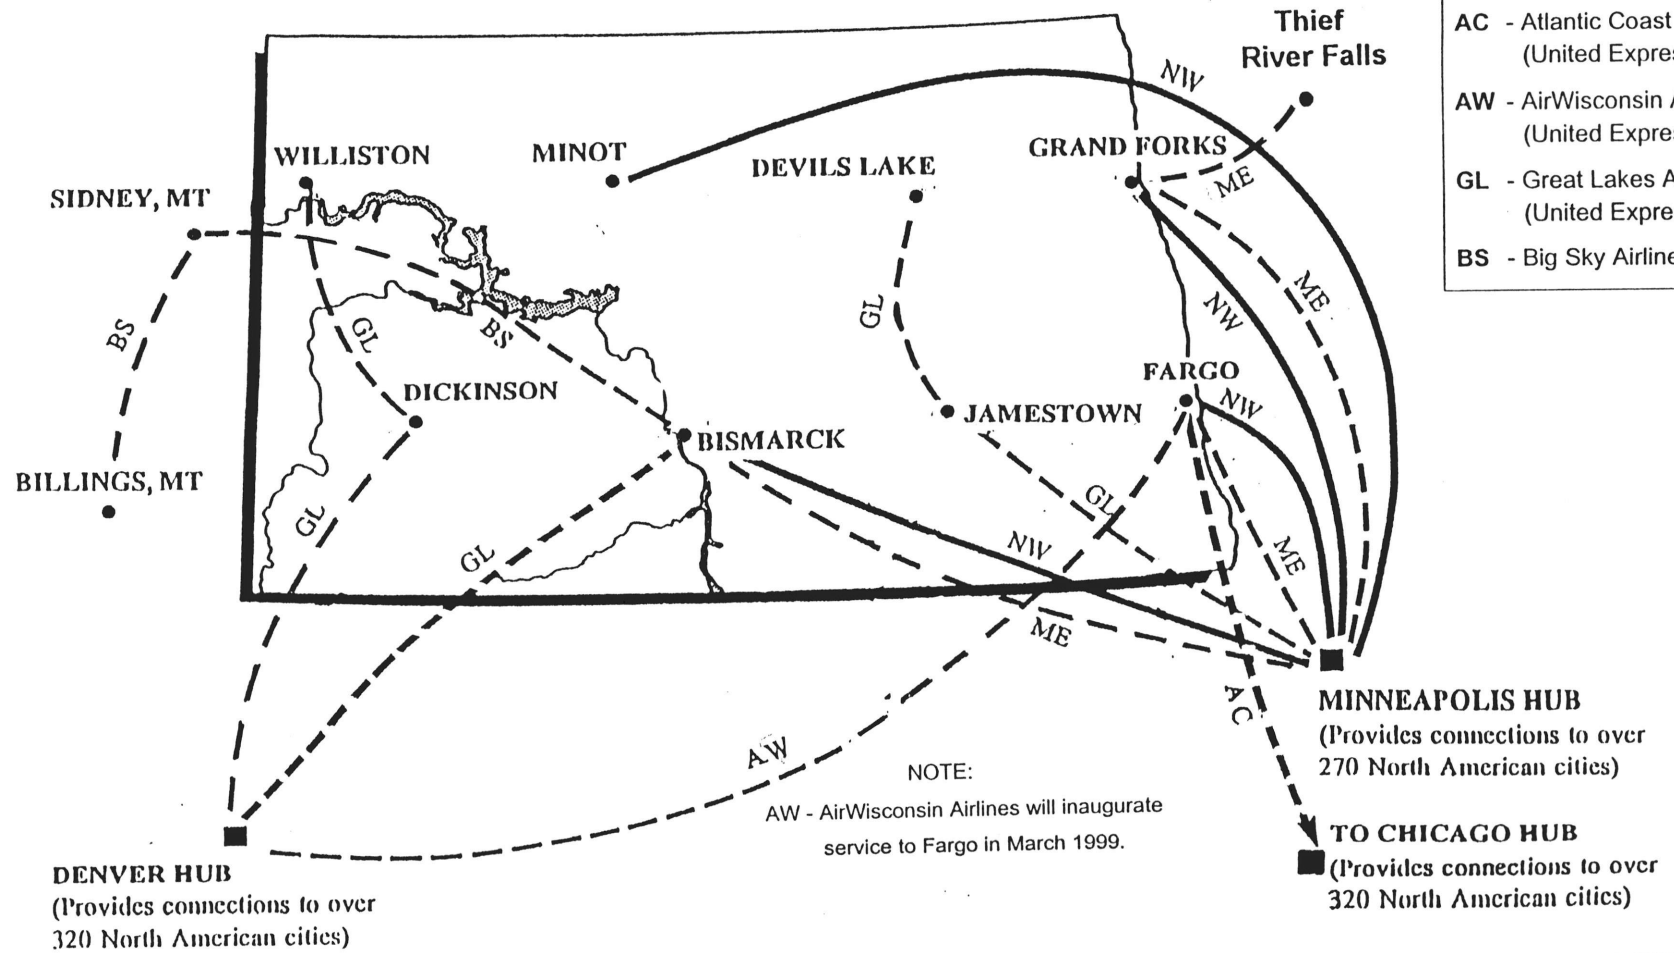 Thief
River Falls
AC - Atlantic Coast
(United Expre
AW - AirWisconsin
(United Expre
GL - Great Lakes
(United Expre
BS - Big Sky Airline
NW
WILLISTON
MINOT
DEVILS LAKE
GRAND FORKS
ME
SIDNEY, MT
BS
GL
BS
GL
NW
ME
DICKINSON
FARGO
NW
JAMESTOWN
BISMARCK
BILLINGS, MT
GL
GL
GL
NW
ME
ME
AC
AW
MINNEAPOLIS HUB
(Provides connections to over
270 North American cities)
NOTE:
AW - AirWisconsin Airlines will inaugurate
service to Fargo in March 1999.
TO CHICAGO HUB
(Provides connections to over
320 North American cities)
DENVER HUB
(Provides connections to over
320 North American cities)